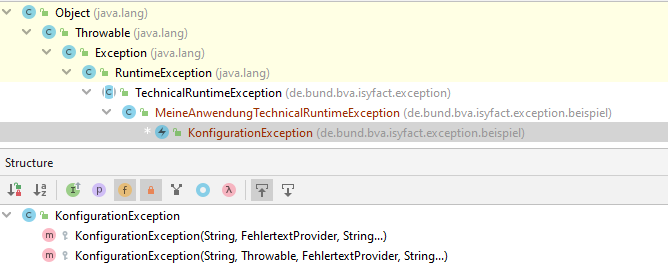 Object (java.lang)
Throwable (java.lang)
Exception (java.lang)
RuntimeException (java.lang)
TechnicalRuntimeException (de.bund.bva.isyfact.exception)
MeineAnwendungTechnicalRuntimeException (de.bund.bva.isyfact.exception.beispiel)
* KonfigurationException (de.bund.bva.isyfact.exception.beispiel)
Structure
KonfigurationException
KonfigurationException(String, FehlertextProvider, String...)
KonfigurationException(String, Throwable, FehlertextProvider, String...)